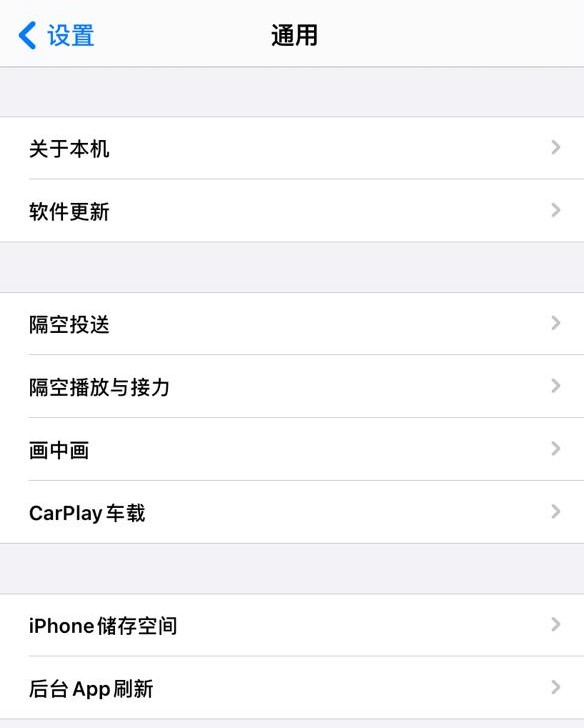 设置 通用
关于本机
软件更新
隔空投送
隔空播放与接力
画中画
CarPlay车载
iPhone储存空间
后台App刷新